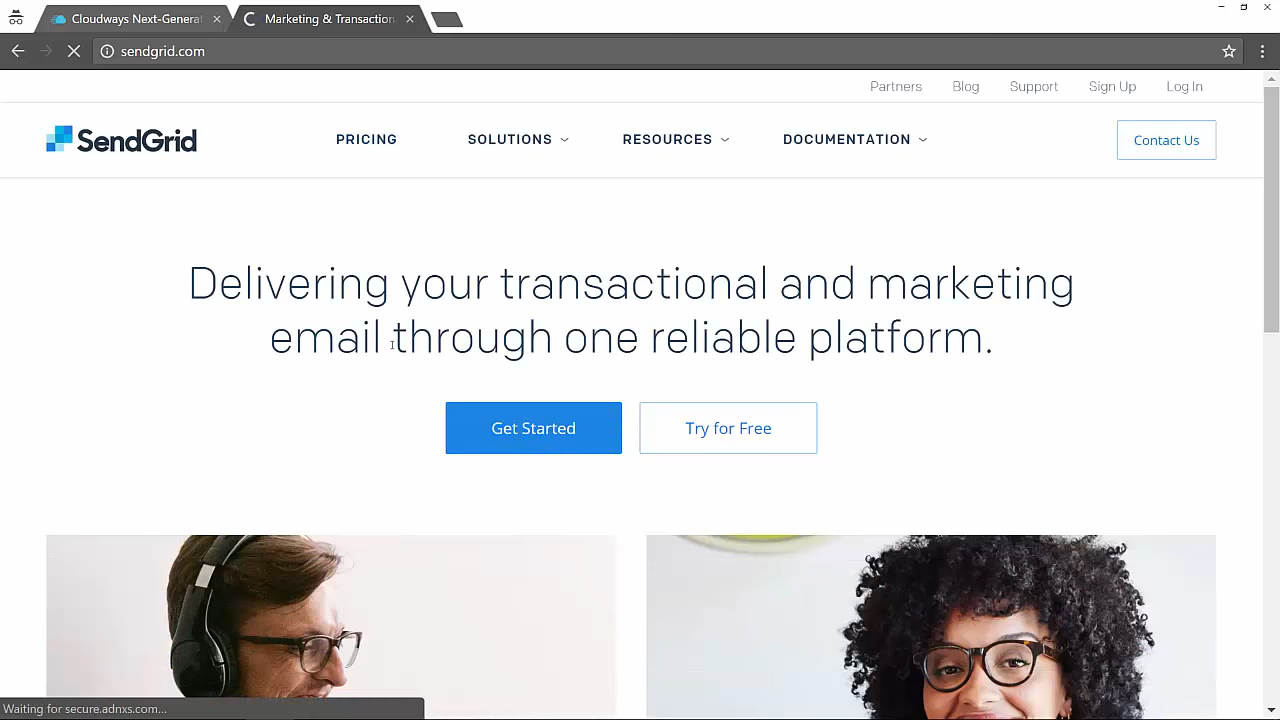 Cloudways Next-Generat
Marketing & Transaction
sendgrid.com
Partners
Blog
Support
Sign Up
Log In
SendGrid
PRICING
SOLUTIONS
RESOURCES
DOCUMENTATION
Contact Us
Delivering your transactional and marketing
email through one reliable platform.
Get Started
Try for Free
Waiting for secure.adnxs.com...